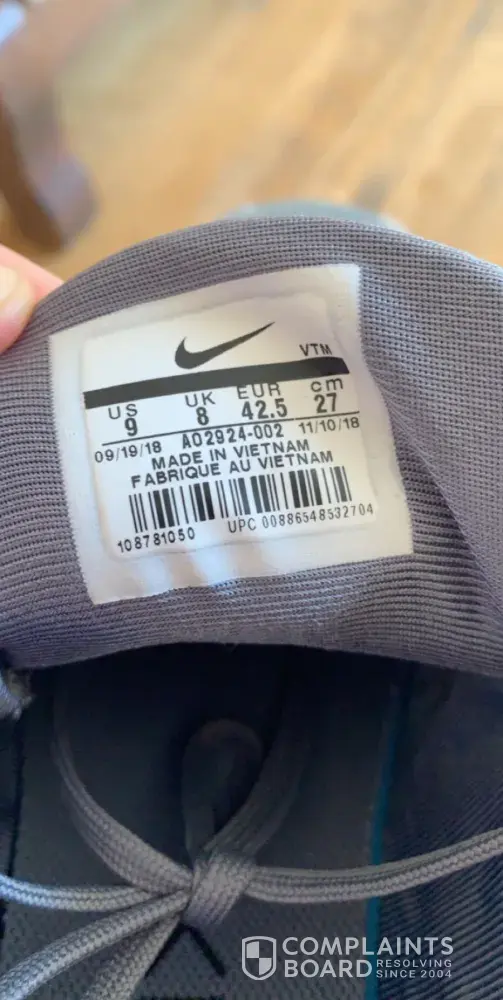 VTM
US UK EUR cm
9 8 42.5 27
09/19/18 AO2924-002 11/10/18
MADE IN VIETNAM
FABRIQUE AU VIETNAM
108781050 UPC 00886548532704
COMPLAINTS
BOARD RESOLVING
SINCE 2004